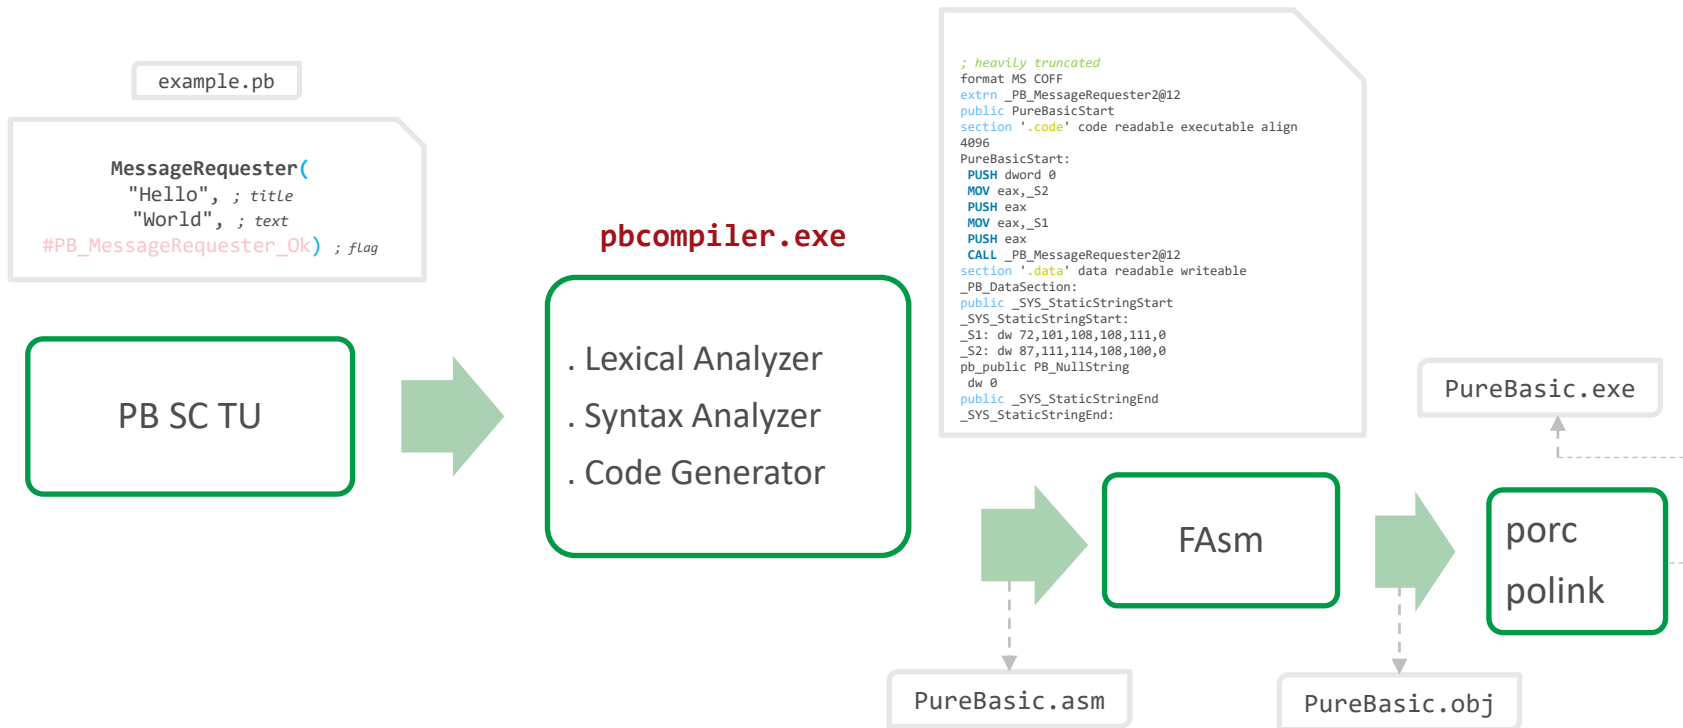 example.pb
MessageRequester(
"Hello", ; title
"World", ; text
#PB_MessageRequester_Ok) ; flag
PB SC TU
pbcompiler.exe
. Lexical Analyzer
. Syntax Analyzer
. Code Generator
; heavily truncated
format MS COFF
extrn _PB_MessageRequester2@12
public PureBasicStart
section '.code' code readable executable align
4096
PureBasicStart:
PUSH dword 0
MOV eax,_S2
PUSH eax
MOV eax,_S1
PUSH eax
CALL _PB_MessageRequester2@12
section '.data' data readable writeable
_PB_DataSection:
public _SYS_StaticStringStart
_SYS_StaticStringStart:
_S1: dw 72,101,108,108,111,0
_S2: dw 87,111,114,108,100,0
pb_public PB_NullString
dw 0
public _SYS_StaticStringEnd
_SYS_StaticStringEnd:
FAsm
PureBasic.asm
PureBasic.obj
PureBasic.exe
porc
polink